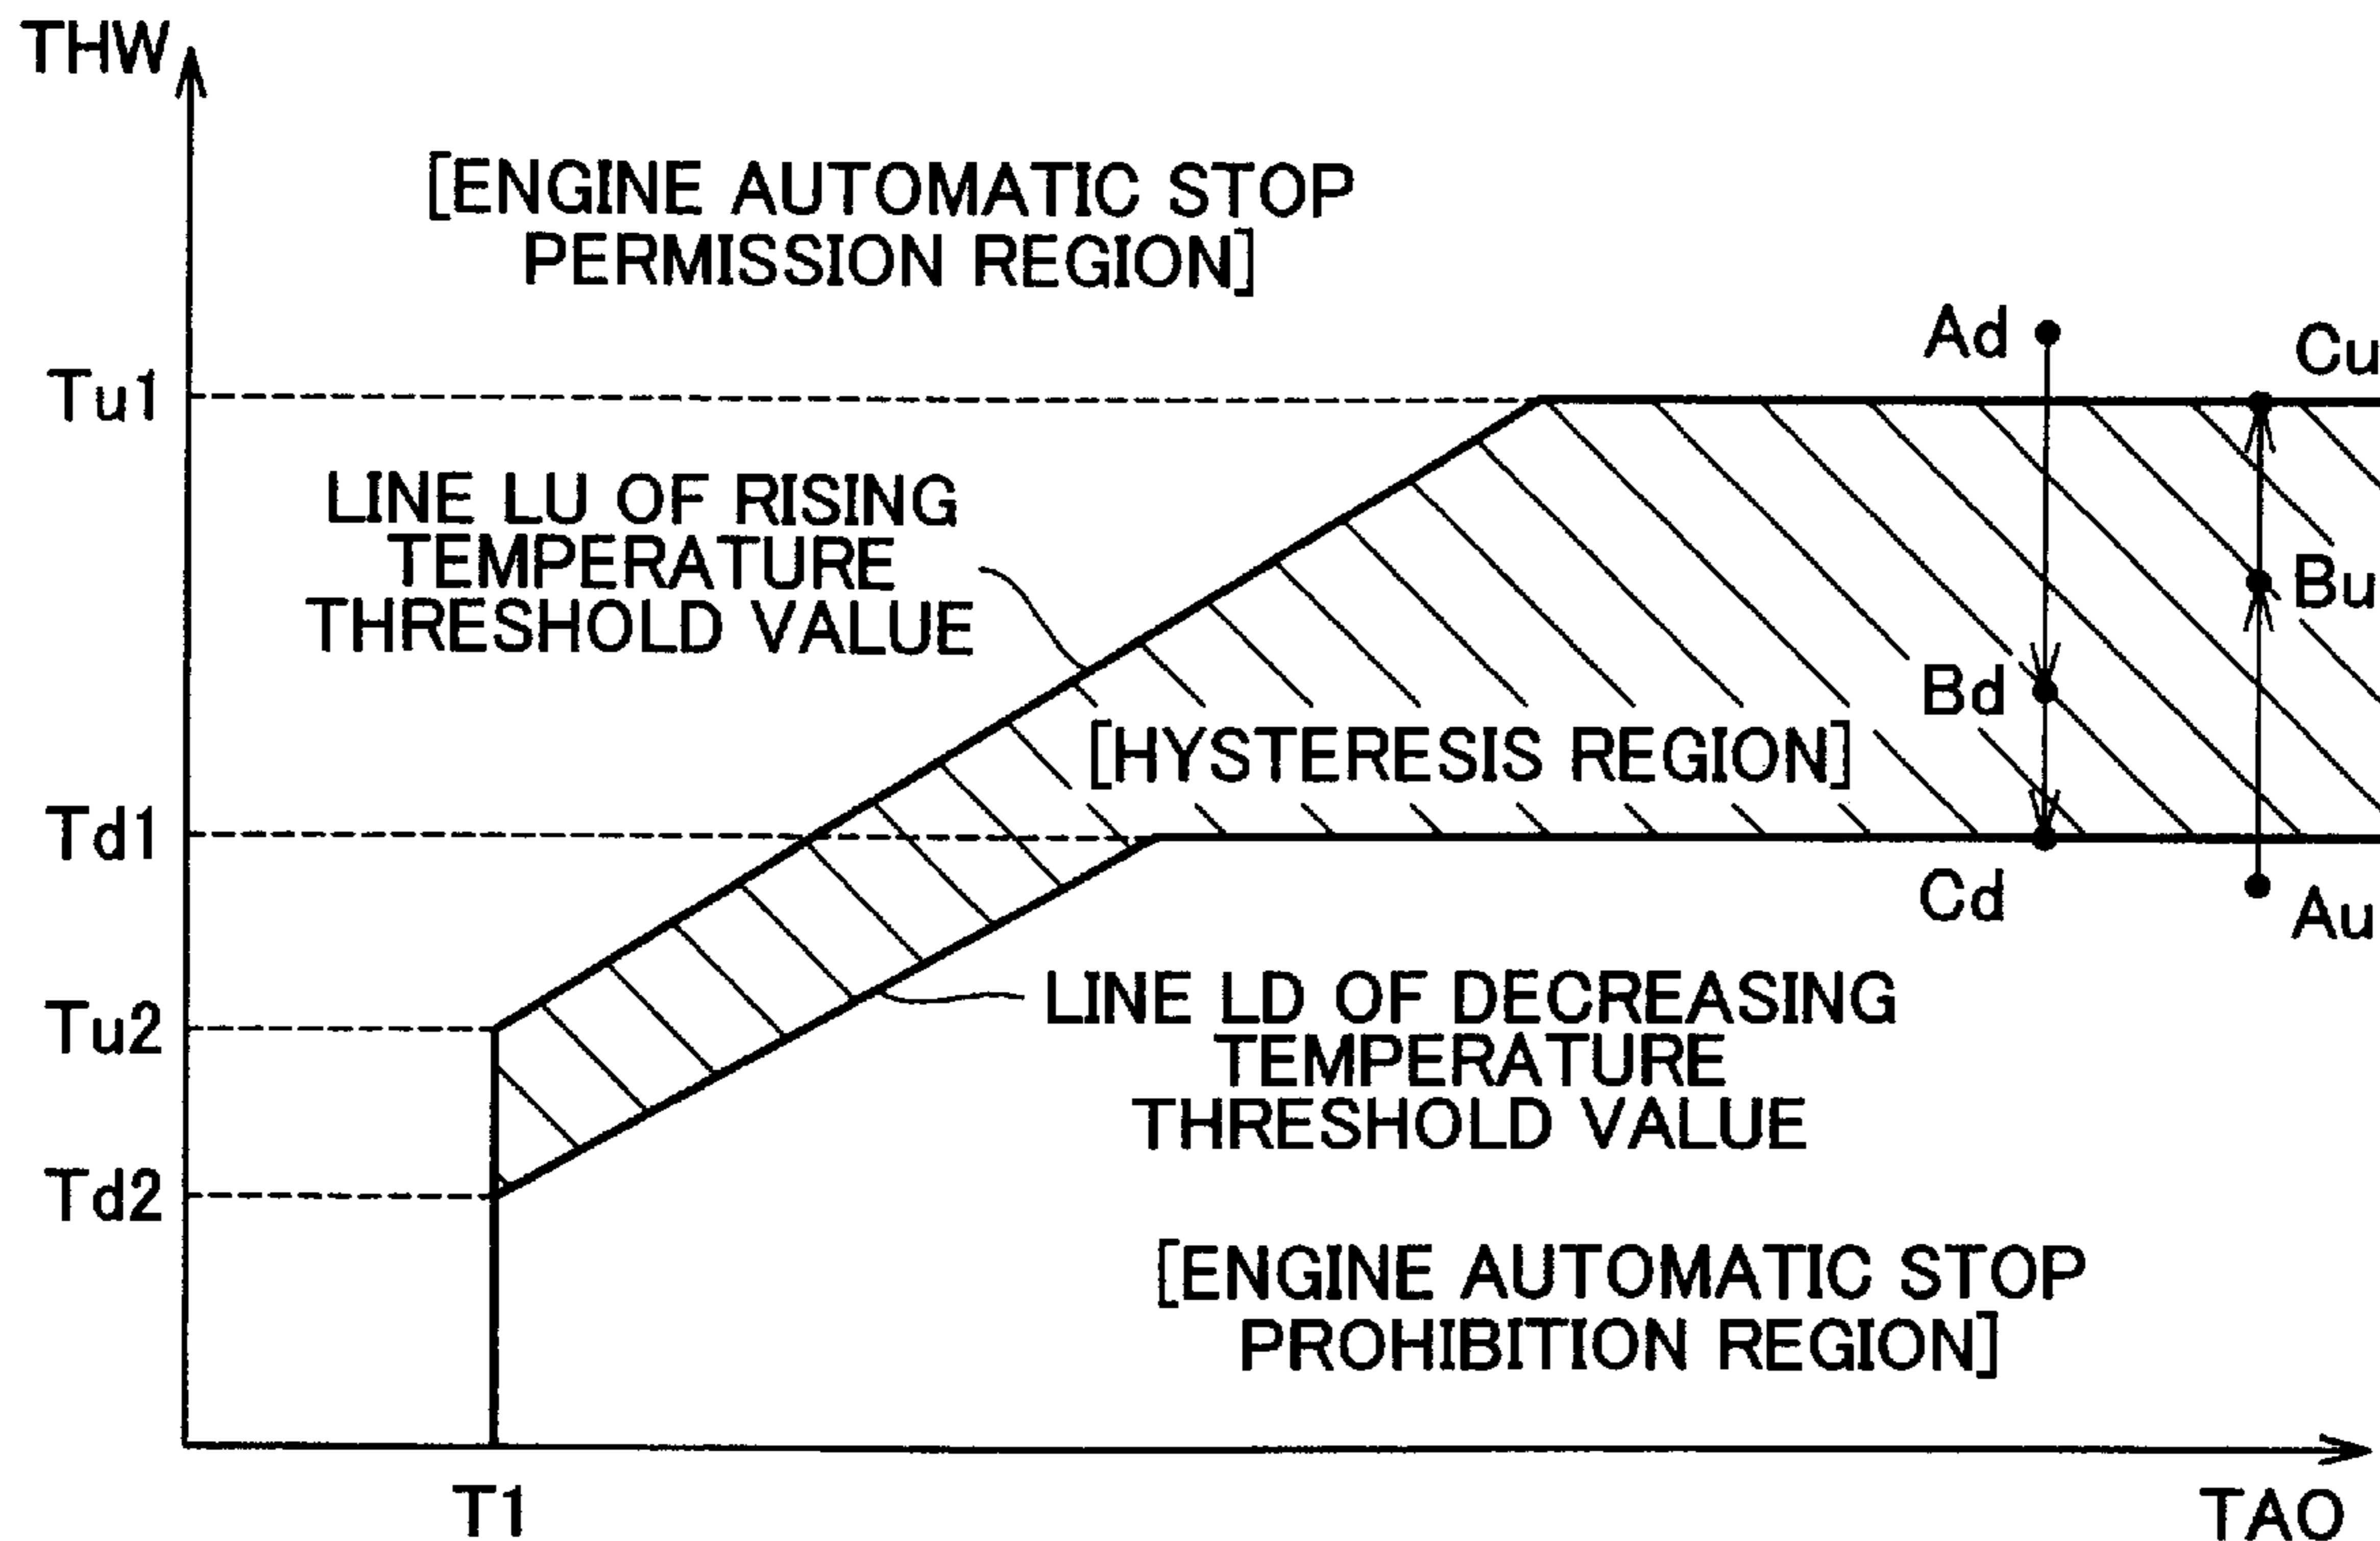 THW
[ENGINE AUTOMATIC STOP
PERMISSION REGION]
Ad
Cu
Tu1
LINE LU OF RISING
TEMPERATURE
THRESHOLD VALUE
Bu
Bd
[HYSTERESIS REGION]
Td1
Cd
Au
LINE LD OF DECREASING
TEMPERATURE
THRESHOLD VALUE
Tu2
Td2
[ENGINE AUTOMATIC STOP
PROHIBITION REGION]
T1
TAO